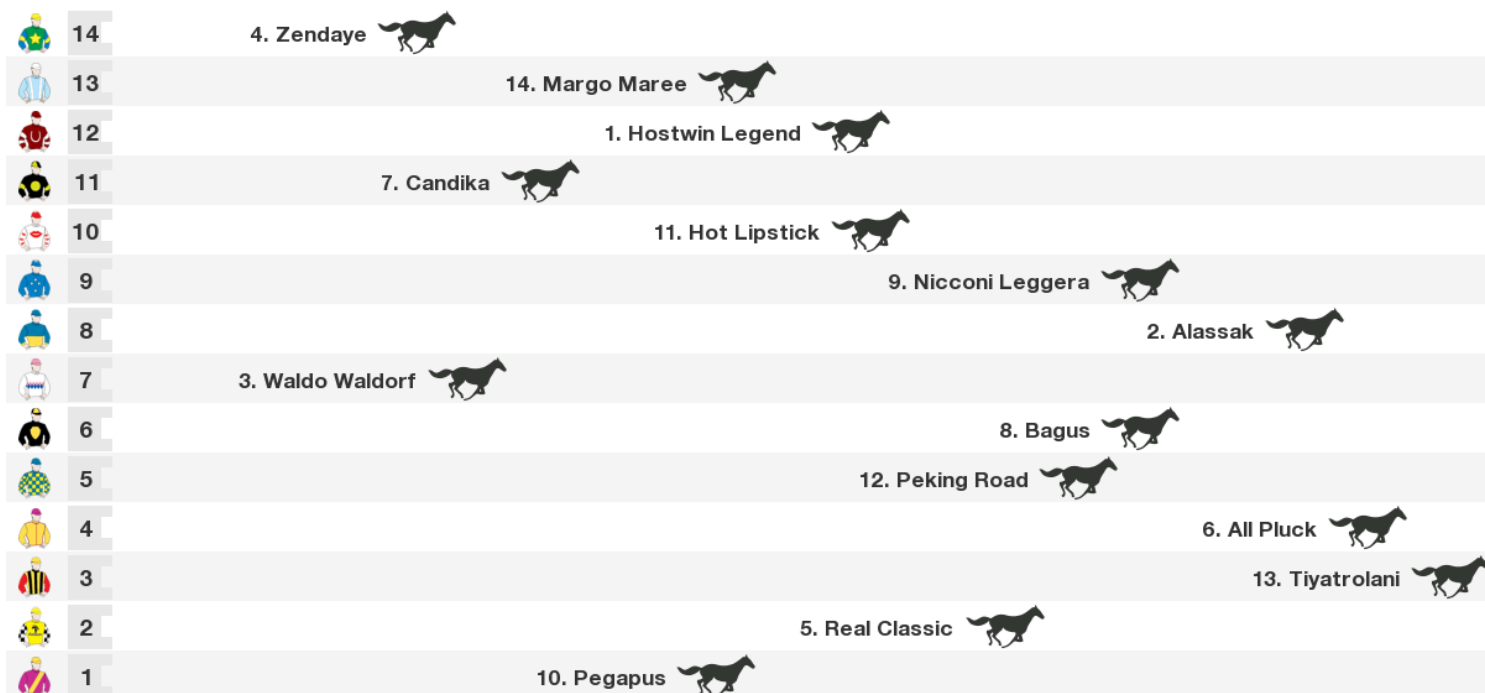 14 4. Zendaye
13 14. Margo Maree
12 1. Hostwin Legend
11 7. Candika
10 11. Hot Lipstick
9 9. Nicconi Leggera
8 2. Alassak
7 3. Waldo Waldorf
6 8. Bagus
5 12. Peking Road
4 6. All Pluck
3 13. Tiyatrolani
2 5. Real Classic
1 10. Pegapus